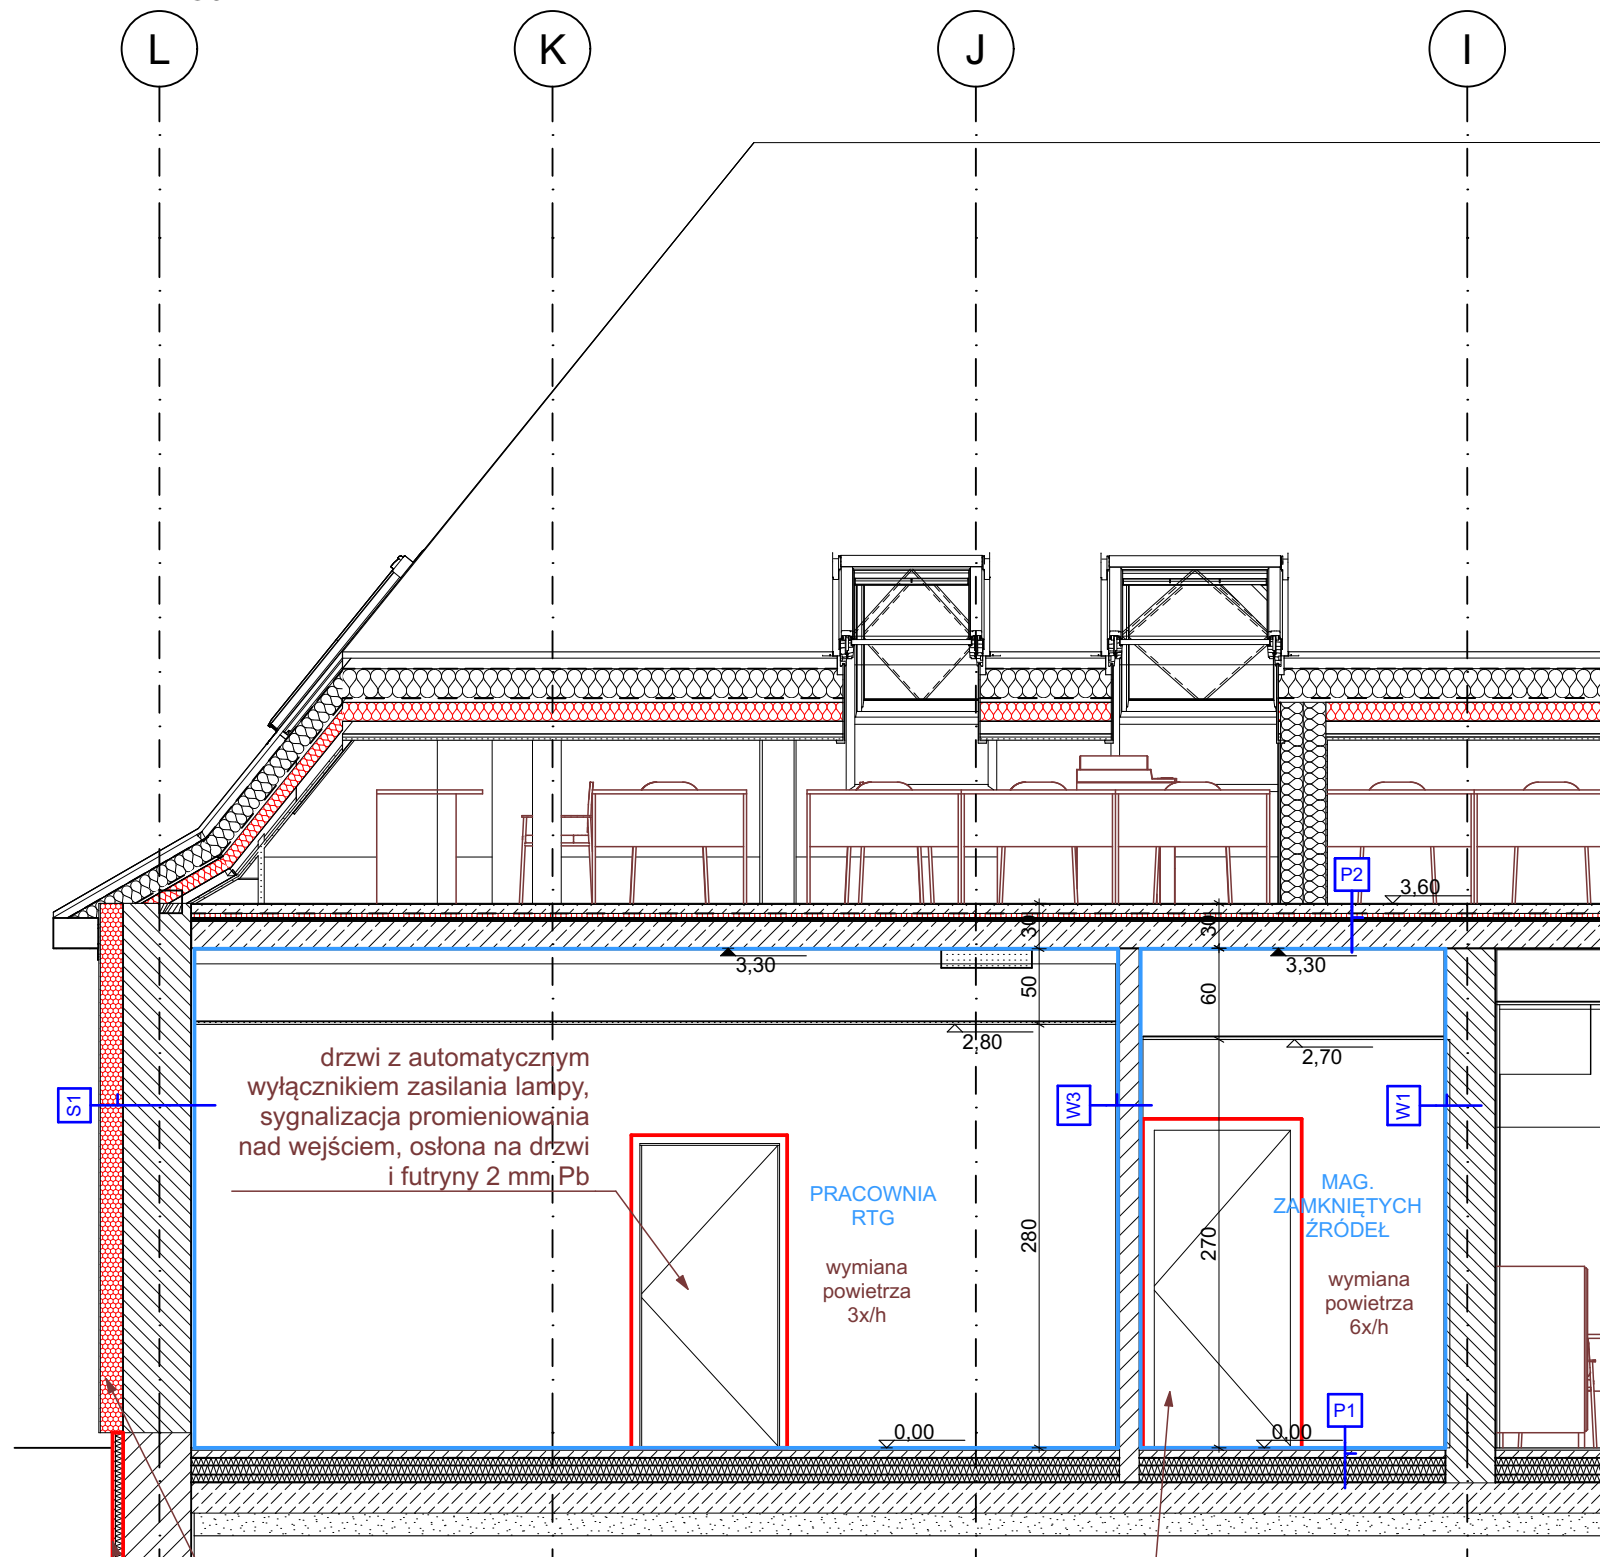 L
K
J
I
P2
3,60
30
30
3,30
3,30
50
60
2,80
2,70
drzwi z automatycznym
wyłącznikiem zasilania lampy,
sygnalizacja promieniowania
nad wejściem, osłona na drzwi
i futryny 2 mm Pb
S1
W3
W1
PRACOWNIA
RTG
wymiana
powietrza
3x/h
MAG.
ZAMKNIĘTYCH
ŹRÓDEŁ
wymiana
powietrza
6x/h
280
270
P1
0,00
0,00